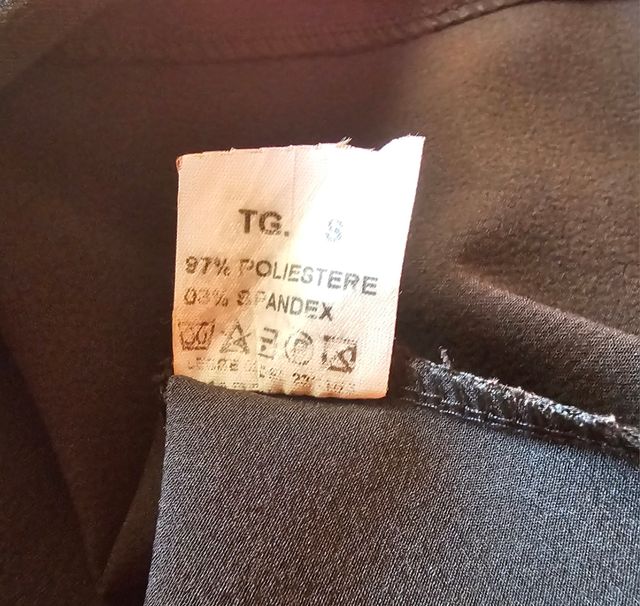 TG. S
97% POLIESTERE
03% SPANDEX